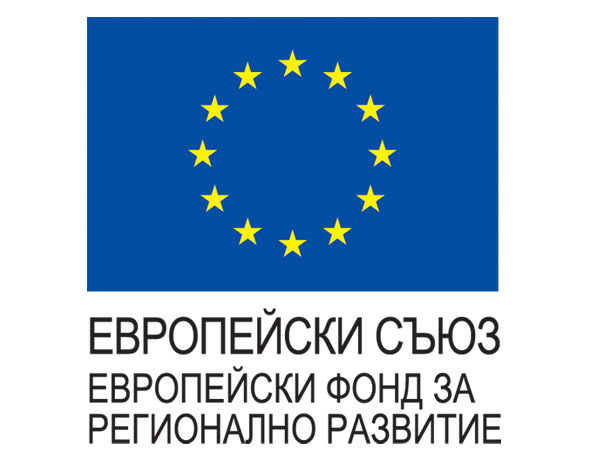 ЕВРОПЕЙСКИ СЪЮЗ
ЕВРОПЕЙСКИ ФОНД ЗА
РЕГИОНАЛНО РАЗВИТИЕ